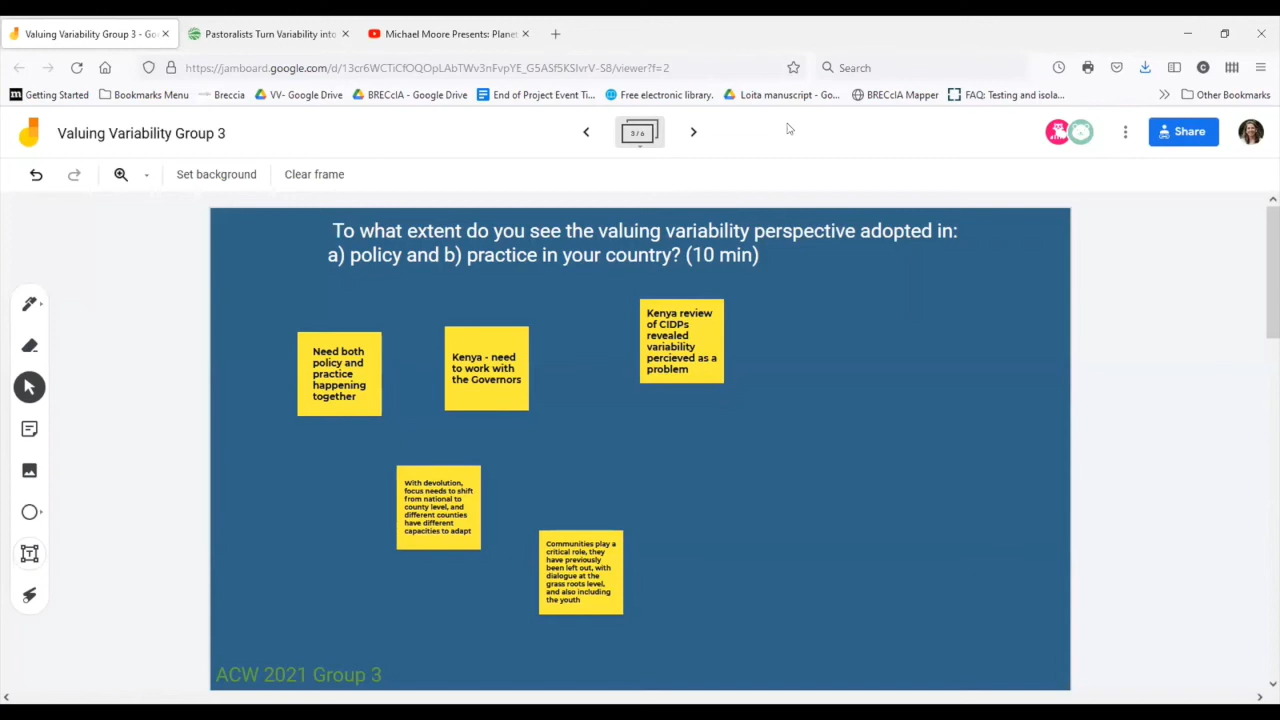 Valuing Variability Group 3 - Go
Pastoralists Turn Variability into
Michael Moore Presents: Planet
https://jamboard.google.com/d/13cr6WCTiCfOQOpLAbTWv3nFvpYE_G5ASf5KSlvrV-S8/viewer?f=2
Search
Getting Started
Bookmarks Menu
Breccia
VV- Google Drive
BRECcIA - Google Drive
End of Project Event Ti...
Free electronic library.
Loita manuscript - Go...
BRECcIA Mapper
FAQ: Testing and isola...
Other Bookmarks
Valuing Variability Group 3
3 / 6
Share
Set background
Clear frame
To what extent do you see the valuing variability perspective adopted in:
a) policy and b) practice in your country? (10 min)
Need both
policy and
practice
happening
together
Kenya - need
to work with
the Governors
Kenya review
of CIDPs
revealed
variability
percieved as a
problem
With devolution,
focus needs to shift
from national to
county level, and
different counties
have different
capacities to adapt
Communities play a
critical role, they
have previously
been left out, with
dialogue at the
grass roots level,
and also including
the youth
ACW 2021 Group 3